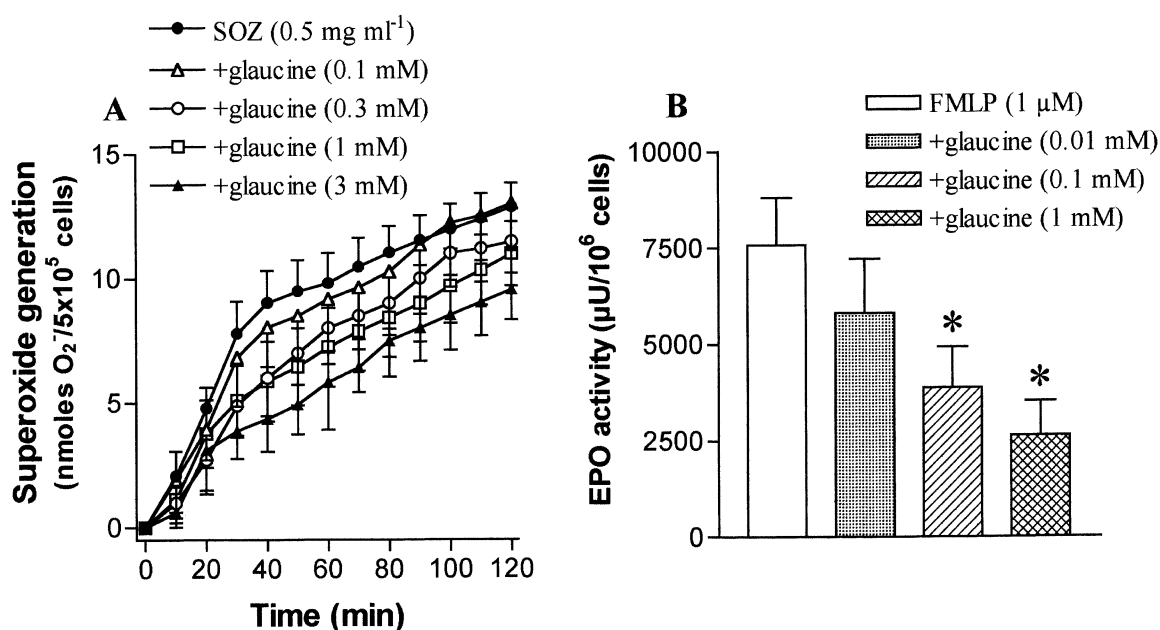 SOZ (0.5 mg ml⁻¹)
+glaucine (0.1 mM)
+glaucine (0.3 mM)
+glaucine (1 mM)
+glaucine (3 mM)
A
Superoxide generation
(nmoles O₂⁻/5x10⁵ cells)
15
10
5
0
0 20 40 60 80 100 120
Time (min)
B
FMLP (1 µM)
+glaucine (0.01 mM)
+glaucine (0.1 mM)
+glaucine (1 mM)
EPO activity (µU/10⁶ cells)
10000
7500
5000
2500
0
*
*